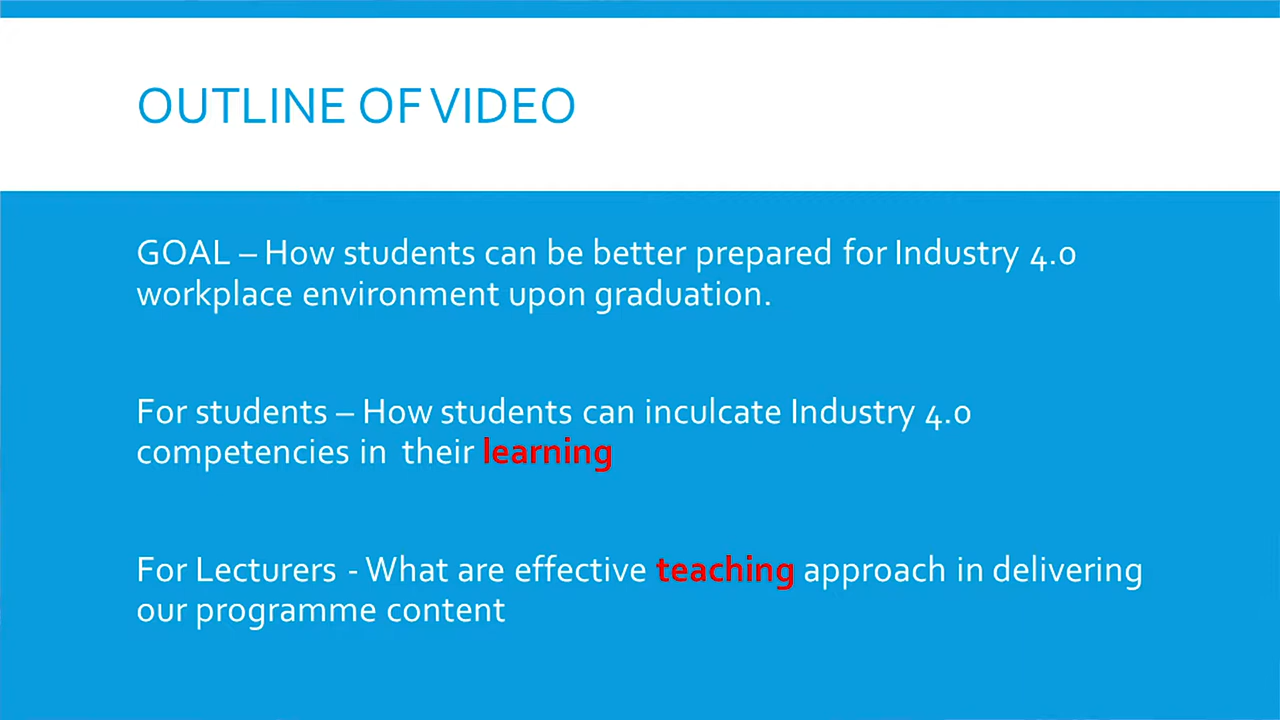 OUTLINE OF VIDEO
GOAL – How students can be better prepared for Industry 4.0
workplace environment upon graduation.
For students – How students can inculcate Industry 4.0
competencies in their learning
For Lecturers - What are effective teaching approach in delivering
our programme content